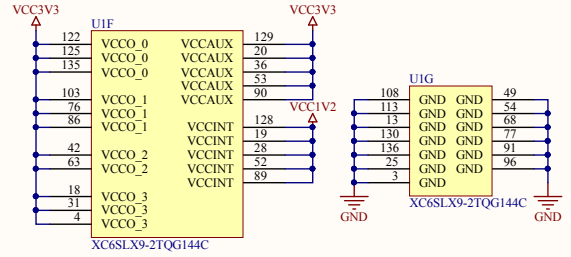 VCC3V3 VCC3V3
U1F
122 VCCO_0 VCCAUX 129
125 VCCO_0 VCCAUX 20
135 VCCO_0 VCCAUX 36
VCCAUX 53
103 VCCO_1 VCCAUX 90
76 VCCO_1 VCC1V2
86 VCCO_1 VCCINT 128
VCCINT 19
42 VCCO_2 VCCINT 28
63 VCCO_2 VCCINT 52
VCCINT 89
18 VCCO_3
31 VCCO_3
4 VCCO_3
XC6SLX9-2TQG144C
U1G
108 GND GND 49
113 GND GND 54
13 GND GND 68
130 GND GND 77
136 GND GND 91
25 GND GND 96
3 GND
XC6SLX9-2TQG144C
GND GND